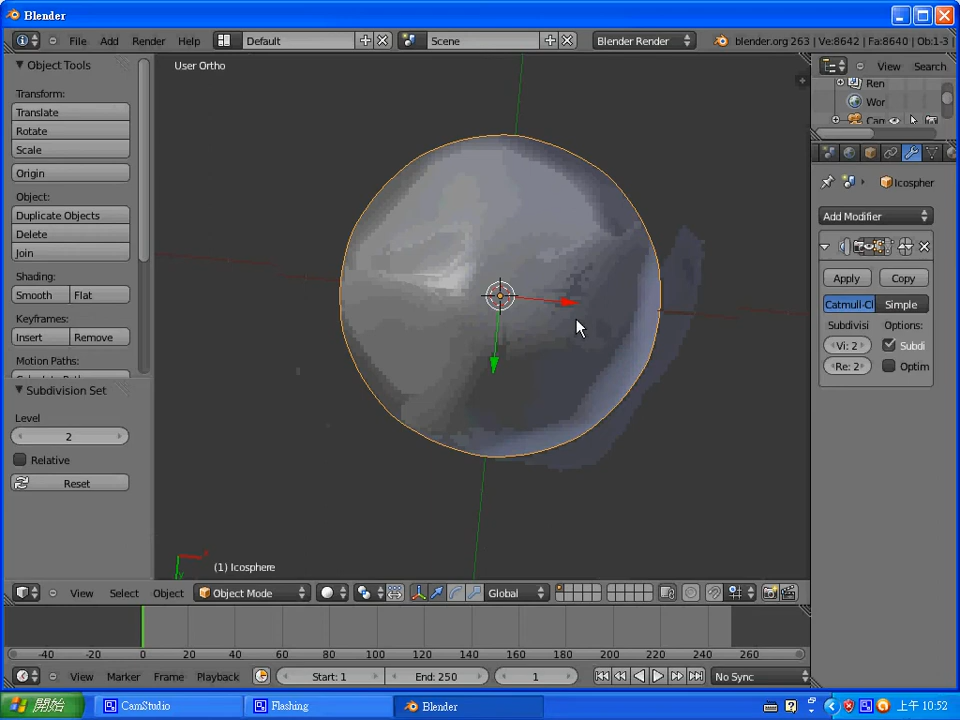 Blender
File Add Render Help Default Scene Blender Render blender.org 263 | Ve:8642 | Fa:8640 | Ob:1-3 |
Object Tools
User Ortho
View Search
Ren
Wor
Transform:
Translate
Rotate
Scale
Origin
Icospher
Object:
Duplicate Objects
Add Modifier
Delete
Join
Shading:
Apply Copy
Smooth Flat
Catmull-Cl Simple
Keyframes:
Subdivisi Options:
Insert Remove
Vi: 2 Subdi
Motion Paths:
Re: 2 Optim
Subdivision Set
Level
2
Relative
Reset
(1) Icosphere
View Select Object Object Mode Global
-40 -20 0 20 40 60 80 100 120 140 160 180 200 220 240 260
View Marker Frame Playback Start: 1 End: 250 1 No Sync
開始 CamStudio Flashing Blender 上午 10:52